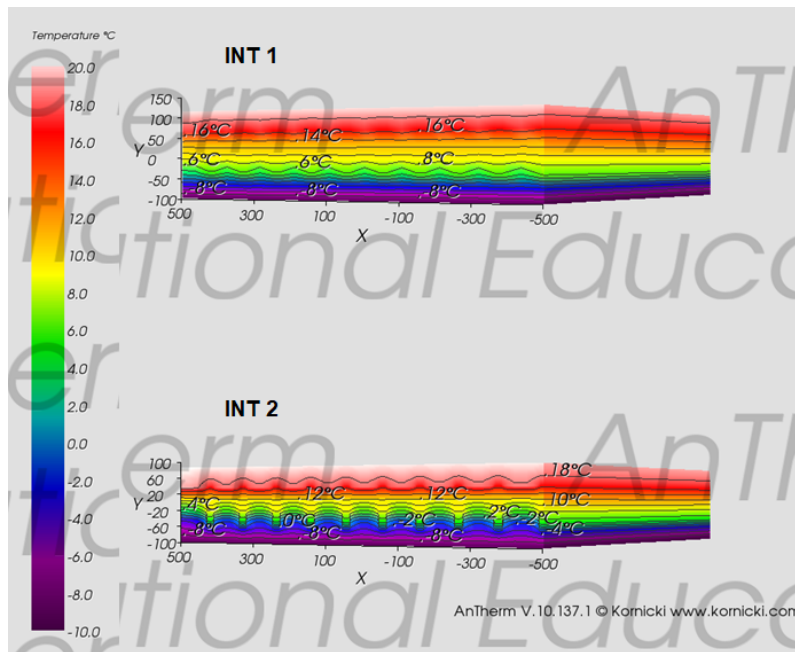 Temperature °C
20.0
18.0
16.0
14.0
12.0
10.0
8.0
6.0
4.0
2.0
0.0
-2.0
-4.0
-6.0
-8.0
-10.0
INT 1
150
100
50
0
-50
-100
Y
16°C
14°C
16°C
6°C
6°C
8°C
-8°C
-8°C
-8°C
500
300
100
-100
-300
-500
X
INT 2
100
60
20
-20
-60
-100
Y
18°C
12°C
12°C
10°C
4°C
0°C
-2°C
2°C
-2°C
-8°C
-8°C
-8°C
-4°C
500
300
100
-100
-300
-500
X
AnTherm V.10.137.1 © Kornicki www.kornicki.com
AnTherm
National Educa